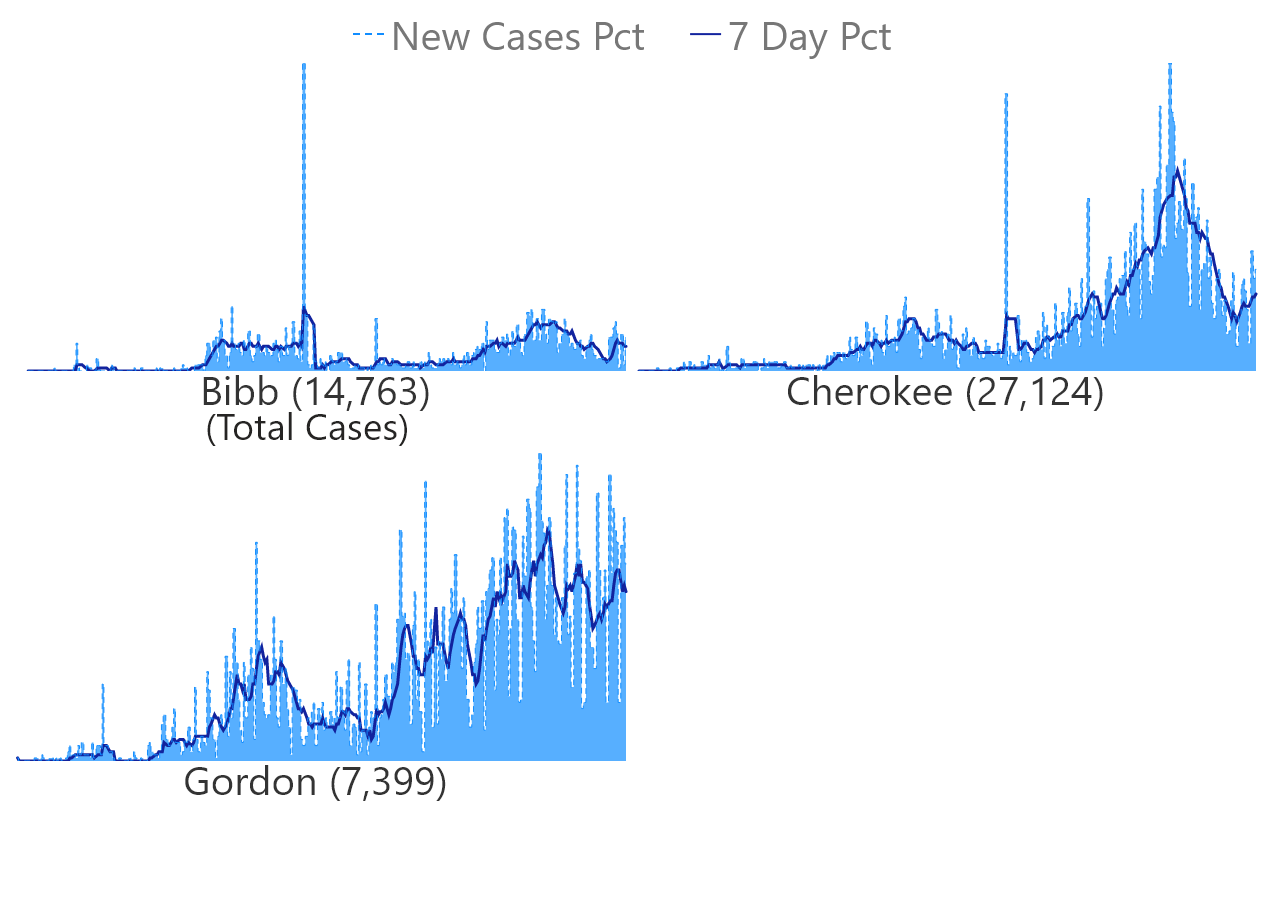 New Cases Pct 7 Day Pct
Bibb (14,763)
(Total Cases)
Cherokee (27,124)
Gordon (7,399)